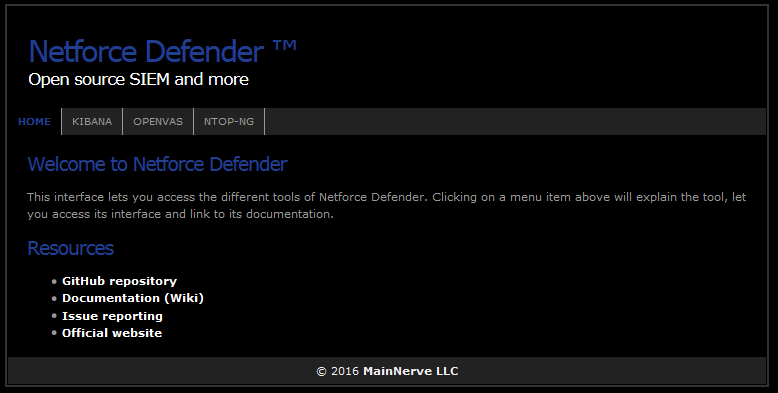 Netforce Defender ™
Open source SIEM and more
HOME KIBANA OPENVAS NTOP-NG
Welcome to Netforce Defender
This interface lets you access the different tools of Netforce Defender. Clicking on a menu item above will explain the tool, let
you access its interface and link to its documentation.
Resources
• GitHub repository
• Documentation (Wiki)
• Issue reporting
• Official website
© 2016 MainNerve LLC